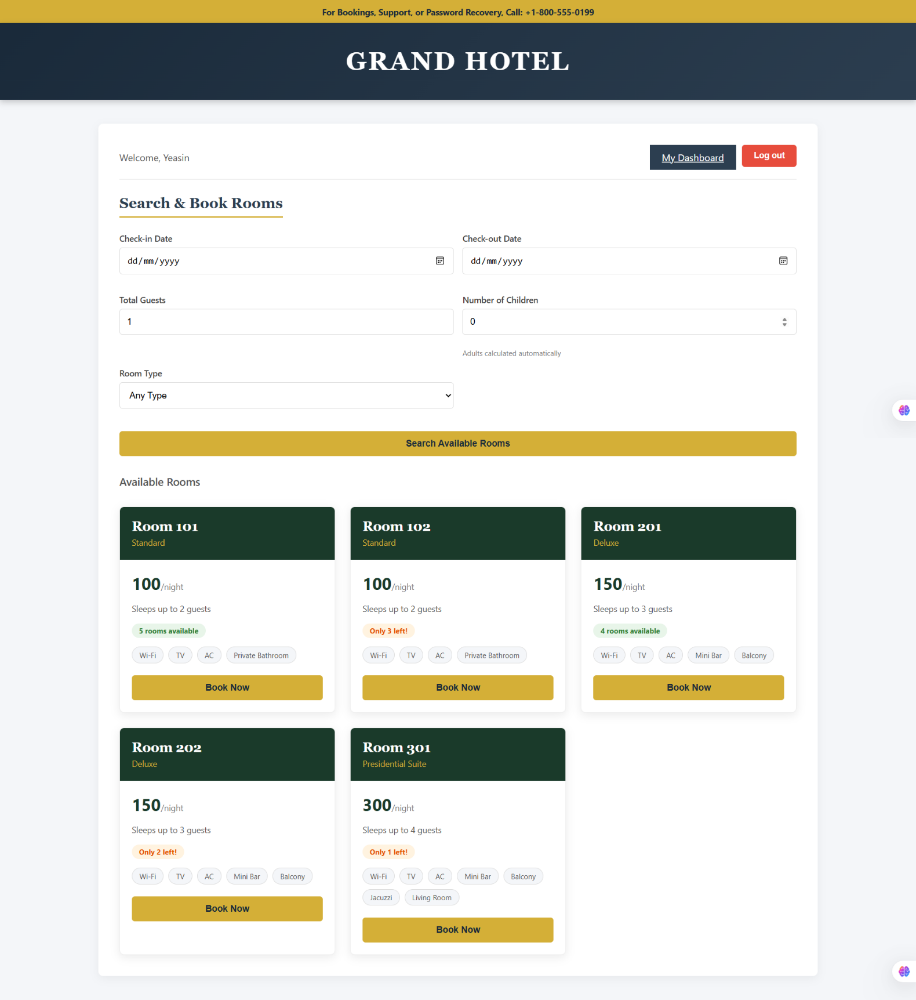 For Bookings, Support, or Password Recovery, Call: +1-800-555-0199
GRAND HOTEL
Welcome, Yeasin
My Dashboard
Log out
Search & Book Rooms
Check-in Date
Check-out Date
dd/mm/yyyy
dd/mm/yyyy
Total Guests
Number of Children
1
0
Adults calculated automatically
Room Type
Any Type
Search Available Rooms
Available Rooms
Room 101
Standard
100/night
Sleeps up to 2 guests
5 rooms available
Wi-Fi TV AC Private Bathroom
Book Now
Room 102
Standard
100/night
Sleeps up to 2 guests
Only 3 left!
Wi-Fi TV AC Private Bathroom
Book Now
Room 201
Deluxe
150/night
Sleeps up to 3 guests
4 rooms available
Wi-Fi TV AC Mini Bar Balcony
Book Now
Room 202
Deluxe
150/night
Sleeps up to 3 guests
Only 2 left!
Wi-Fi TV AC Mini Bar Balcony
Book Now
Room 301
Presidential Suite
300/night
Sleeps up to 4 guests
Only 1 left!
Wi-Fi TV AC Mini Bar Balcony
Jacuzzi Living Room
Book Now